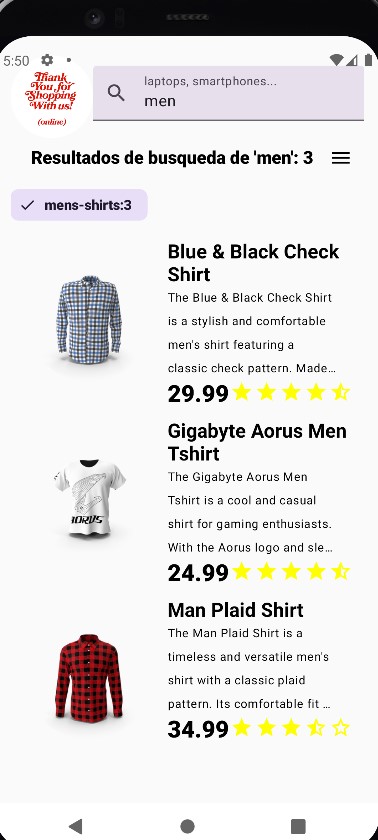 5:50
Thank
You for
Shopping
With us!
(online)
laptops, smartphones...
men
Resultados de busqueda de 'men': 3
mens-shirts:3
Blue & Black Check
Shirt
The Blue & Black Check Shirt
is a stylish and comfortable
men's shirt featuring a
classic check pattern. Made…
29.99
Gigabyte Aorus Men
Tshirt
The Gigabyte Aorus Men
Tshirt is a cool and casual
shirt for gaming enthusiasts.
With the Aorus logo and sle…
AORUS
24.99
Man Plaid Shirt
The Man Plaid Shirt is a
timeless and versatile men's
shirt with a classic plaid
pattern. Its comfortable fit …
34.99